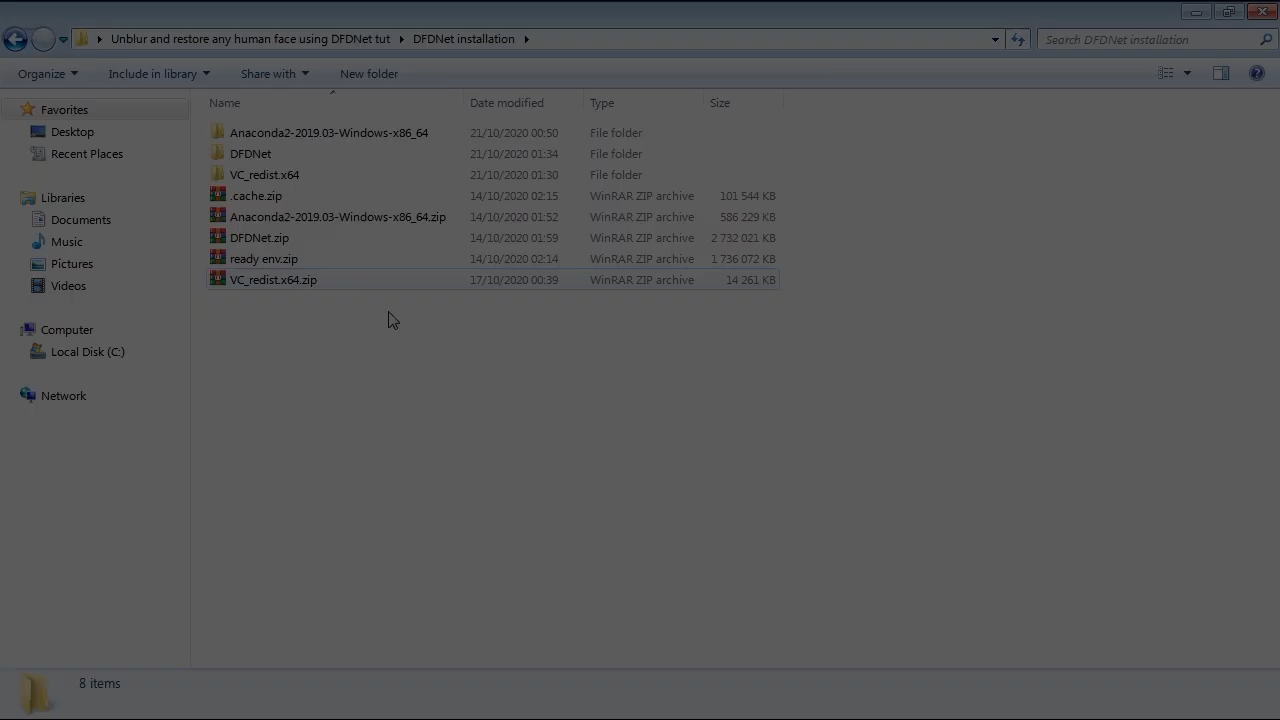 Unblur and restore any human face using DFDNet tut DFDNet installation Search DFDNet installation
Organize Include in library Share with New folder
Name Date modified Type Size
Favorites
Desktop
Recent Places
Libraries
Documents
Music
Pictures
Videos
Computer
Local Disk (C:)
Network
Anaconda2-2019.03-Windows-x86_64 21/10/2020 00:50 File folder
DFDNet 21/10/2020 01:34 File folder
VC_redist.x64 21/10/2020 01:30 File folder
.cache.zip 14/10/2020 02:15 WinRAR ZIP archive 101 544 KB
Anaconda2-2019.03-Windows-x86_64.zip 14/10/2020 01:52 WinRAR ZIP archive 586 229 KB
DFDNet.zip 14/10/2020 01:59 WinRAR ZIP archive 2 732 021 KB
ready env.zip 14/10/2020 02:14 WinRAR ZIP archive 1 736 072 KB
VC_redist.x64.zip 17/10/2020 00:39 WinRAR ZIP archive 14 261 KB
8 items